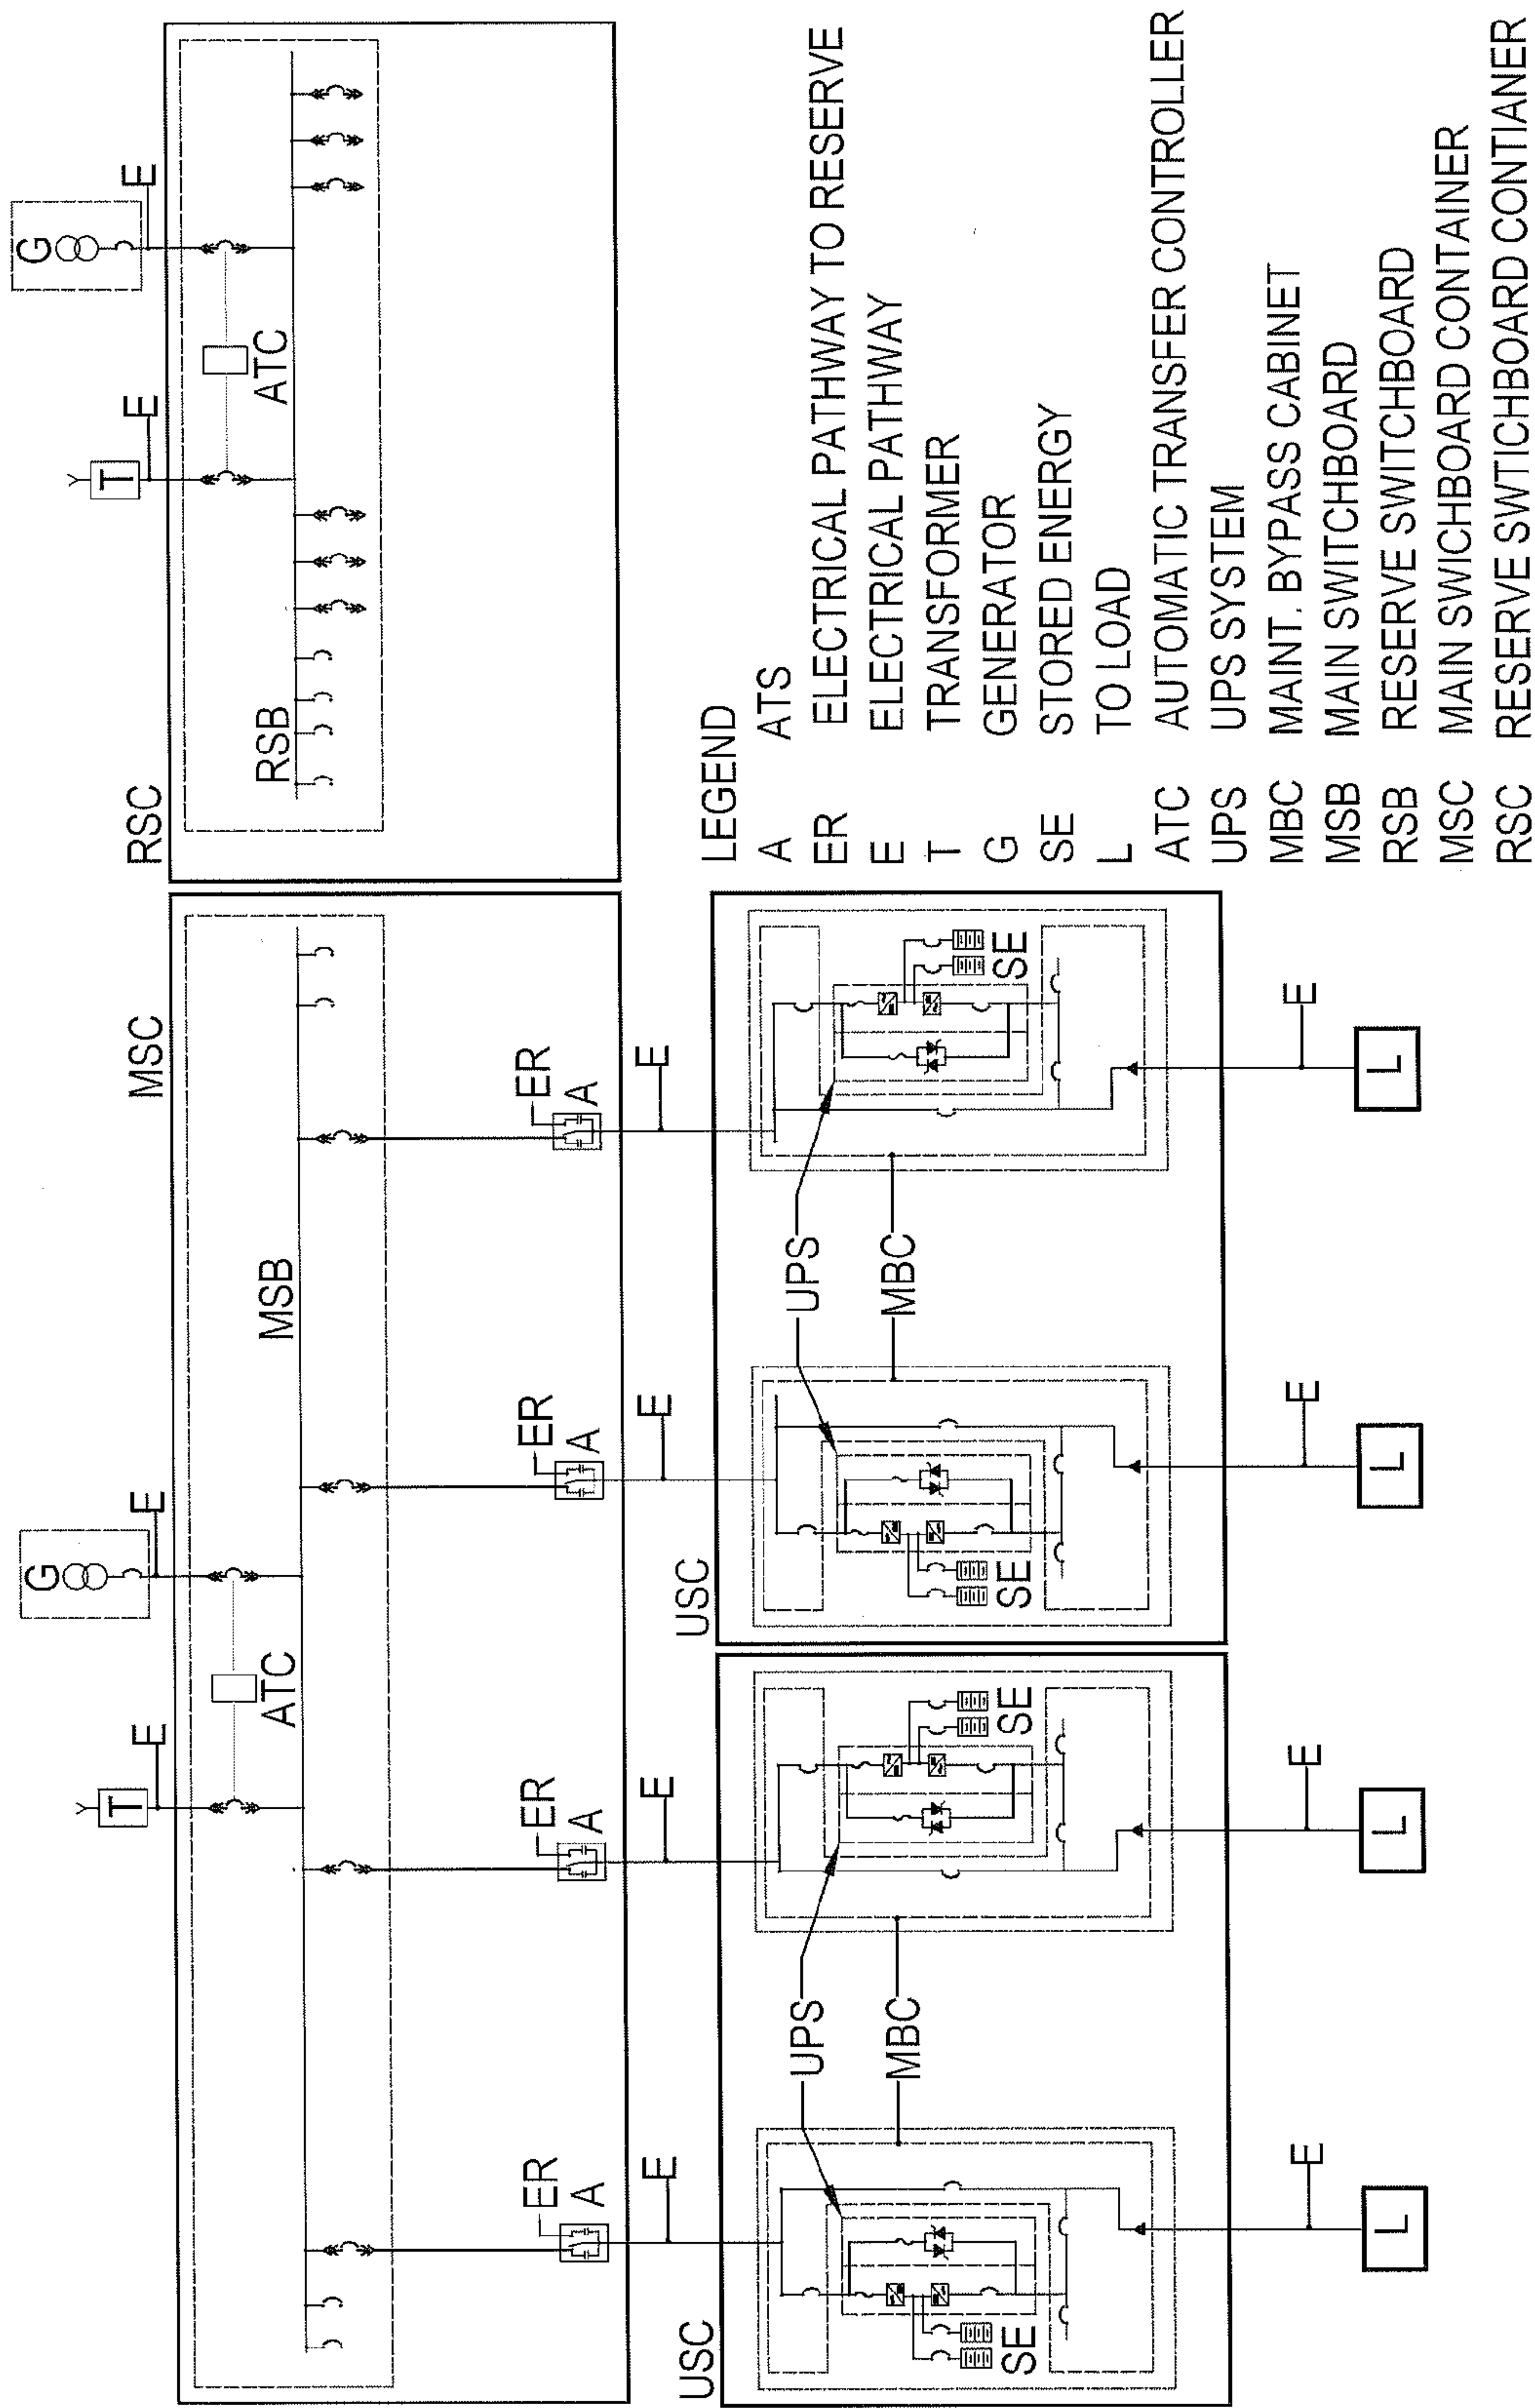 G
G
T
E
E
T
E
E
MSC
RSC
ATC
MSB
RSB
ATC
ER
ER
ER
ER
A
A
A
A
E
E
E
E
USC
USC
UPS
UPS
MBC
MBC
SE
SE
SE
SE
E
E
E
E
L
L
L
L
LEGEND
A ATS
ER ELECTRICAL PATHWAY TO RESERVE
E ELECTRICAL PATHWAY
T TRANSFORMER
G GENERATOR
SE STORED ENERGY
L TO LOAD
ATC AUTOMATIC TRANSFER CONTROLLER
UPS UPS SYSTEM
MBC MAINT. BYPASS CABINET
MSB MAIN SWITCHBOARD
RSB RESERVE SWITCHBOARD
MSC MAIN SWICHBOARD CONTAINER
RSC RESERVE SWTICHBOARD CONTIANER